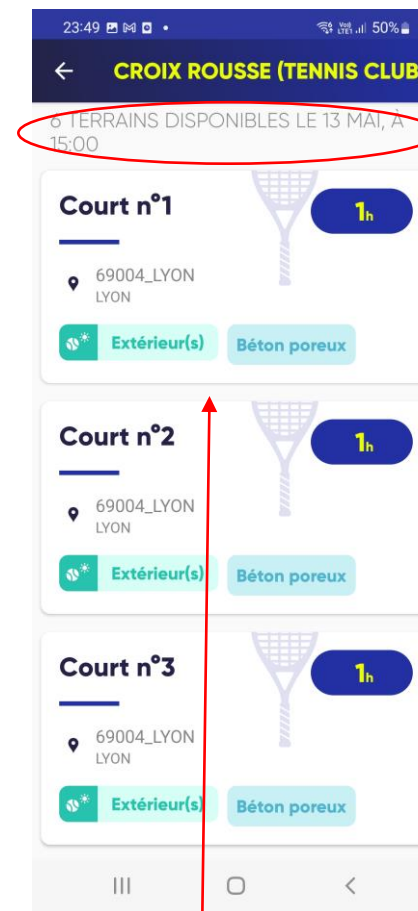 23:49 50%
CROIX ROUSSE (TENNIS CLUB
6 TERRAINS DISPONIBLES LE 13 MAI, À
15:00
Court n°1
1h
69004_LYON
LYON
Extérieur(s) Béton poreux
Court n°2
1h
69004_LYON
LYON
Extérieur(s) Béton poreux
Court n°3
1h
69004_LYON
LYON
Extérieur(s) Béton poreux